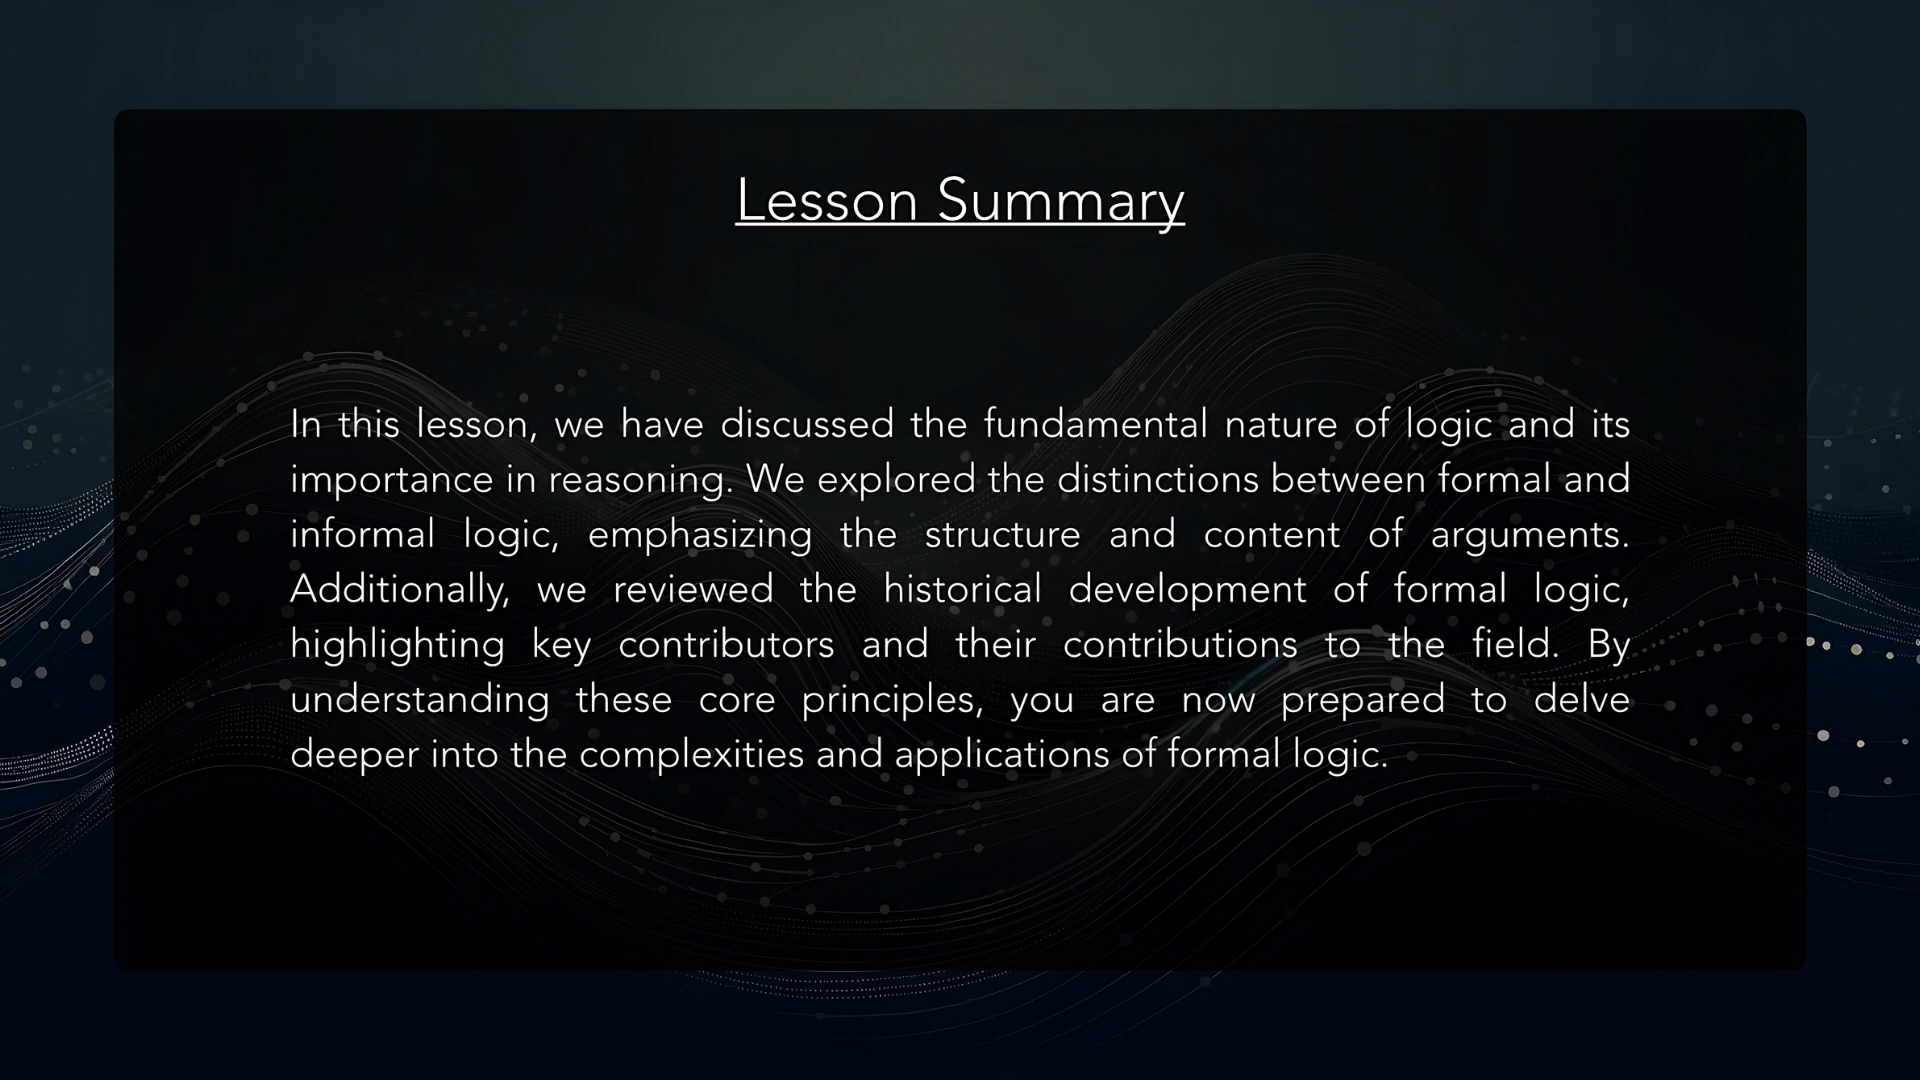 Lesson Summary
In this lesson, we have discussed the fundamental nature of logic and its
importance in reasoning. We explored the distinctions between formal and
informal logic, emphasizing the structure and content of arguments.
Additionally, we reviewed the historical development of formal logic,
highlighting key contributors and their contributions to the field. By
understanding these core principles, you are now prepared to delve
deeper into the complexities and applications of formal logic.